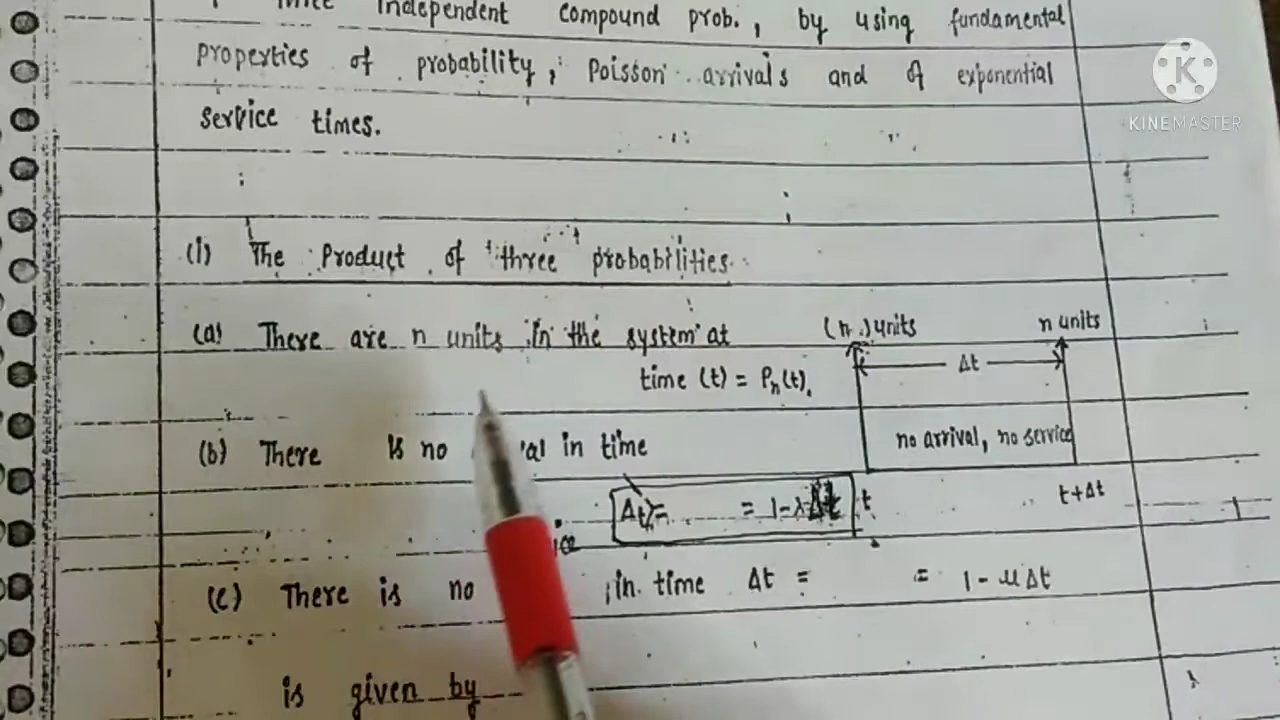 independent compound prob., by using fundamental
properties of probability, Poisson arrivals and of exponential
service times.
KINEMASTER
(i) The Product of three probabilities.
(a) There are n units in the system at
time (t) = Pn(t).
(n ) units
n units
Δt
no arrival, no service
t
t+Δt
(b) There is no al in time
Δt = = 1-λΔt
(c) There is no ice in time Δt = = 1-μΔt
is given by